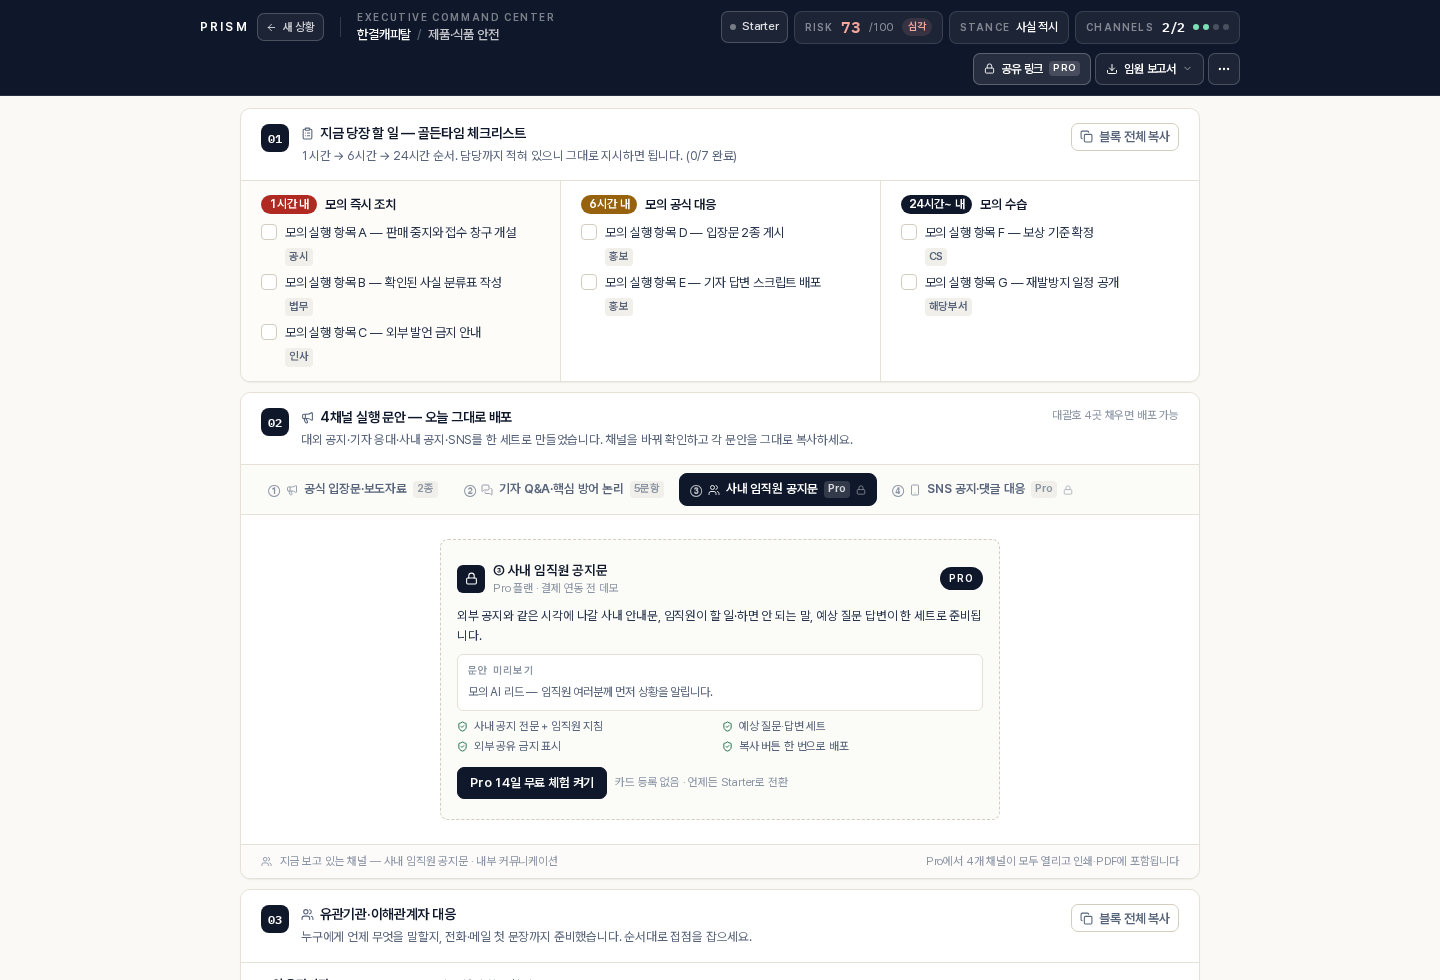 PRISM
← 새 상황
EXECUTIVE COMMAND CENTER
한결캐피탈 / 제품·식품 안전
Starter
RISK 73 /100 심각
STANCE 사실 적시
CHANNELS 2/2
공유 링크 PRO
임원 보고서
01
지금 당장 할 일 — 골든타임 체크리스트
1시간 → 6시간 → 24시간 순서. 담당까지 적혀 있으니 그대로 지시하면 됩니다. (0/7 완료)
블록 전체 복사
1시간 내 모의 즉시 조치
모의 실행 항목 A — 판매 중지와 접수 창구 개설
공시
모의 실행 항목 B — 확인된 사실 분류표 작성
법무
모의 실행 항목 C — 외부 발언 금지 안내
인사
6시간 내 모의 공식 대응
모의 실행 항목 D — 입장문 2종 게시
홍보
모의 실행 항목 E — 기자 답변 스크립트 배포
홍보
24시간~ 내 모의 수습
모의 실행 항목 F — 보상 기준 확정
CS
모의 실행 항목 G — 재발방지 일정 공개
해당부서
02
4채널 실행 문안 — 오늘 그대로 배포
대외 공지·기자 응대·사내 공지·SNS를 한 세트로 만들었습니다. 채널을 바꿔 확인하고 각 문안을 그대로 복사하세요.
대괄호 4곳 채우면 배포 가능
① 공식 입장문·보도자료 2종
② 기자 Q&A·핵심 방어 논리 5문항
③ 사내 임직원 공지문 Pro
④ SNS 공지·댓글 대응 Pro
③ 사내 임직원 공지문
Pro 플랜 · 결제 연동 전 데모
PRO
외부 공지와 같은 시각에 나갈 사내 안내문, 임직원이 할 일·하면 안 되는 말, 예상 질문 답변이 한 세트로 준비됩
니다.
문안 미리보기
모의 AI 리드 — 임직원 여러분께 먼저 상황을 알립니다.
사내 공지 전문 + 임직원 지침
예상 질문·답변 세트
외부 공유 금지 표시
복사 버튼 한 번으로 배포
Pro 14일 무료 체험 켜기
카드 등록 없음 · 언제든 Starter로 전환
지금 보고 있는 채널 — 사내 임직원 공지문 · 내부 커뮤니케이션
Pro에서 4개 채널이 모두 열리고 인쇄·PDF에 포함됩니다
03
유관기관·이해관계자 대응
누구에게 언제 무엇을 말할지, 전화·메일 첫 문장까지 준비했습니다. 순서대로 접점을 잡으세요.
블록 전체 복사